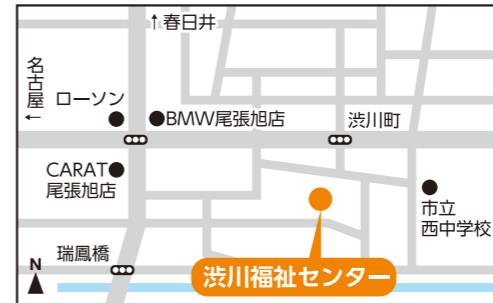 ↑春日井
名古屋
←
ローソン
BMW尾張旭店
渋川町
CARAT
尾張旭店
市立
西中学校
瑞鳳橋
N
渋川福祉センター